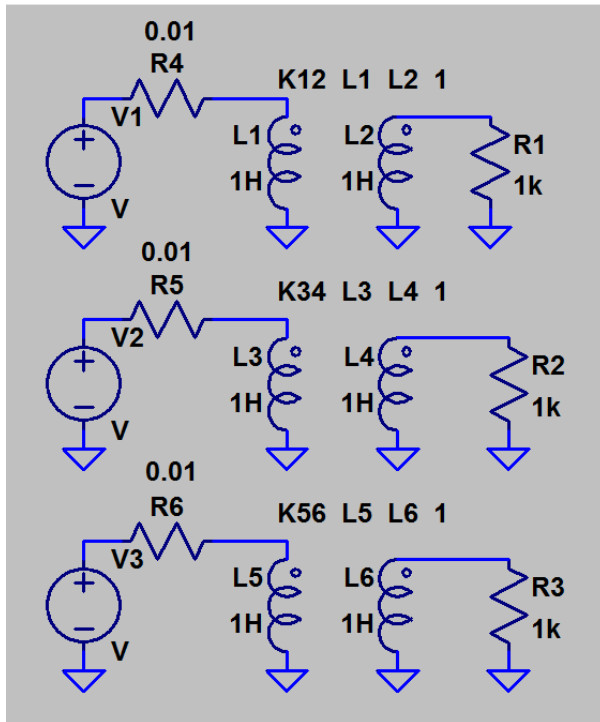 0.01
R4
K12 L1 L2 1
V1
L1
L2
R1
1H
1H
1k
V
0.01
R5
K34 L3 L4 1
V2
L3
L4
R2
1H
1H
1k
V
0.01
R6
K56 L5 L6 1
V3
L5
L6
R3
1H
1H
1k
V